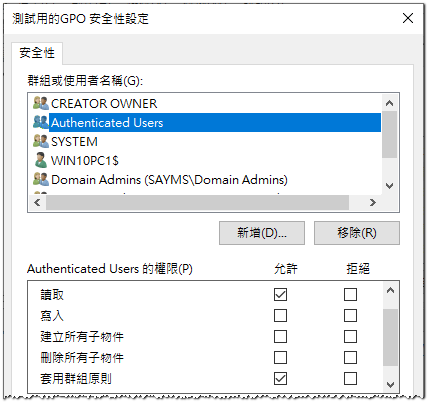 測試用的GPO 安全性設定
安全性
群組或使用者名稱(G):
CREATOR OWNER
Authenticated Users
SYSTEM
WIN10PC1$
Domain Admins (SAYMS\Domain Admins)
新增(D)...
移除(R)
Authenticated Users 的權限(P) 允許 拒絕
讀取
寫入
建立所有子物件
刪除所有子物件
套用群組原則